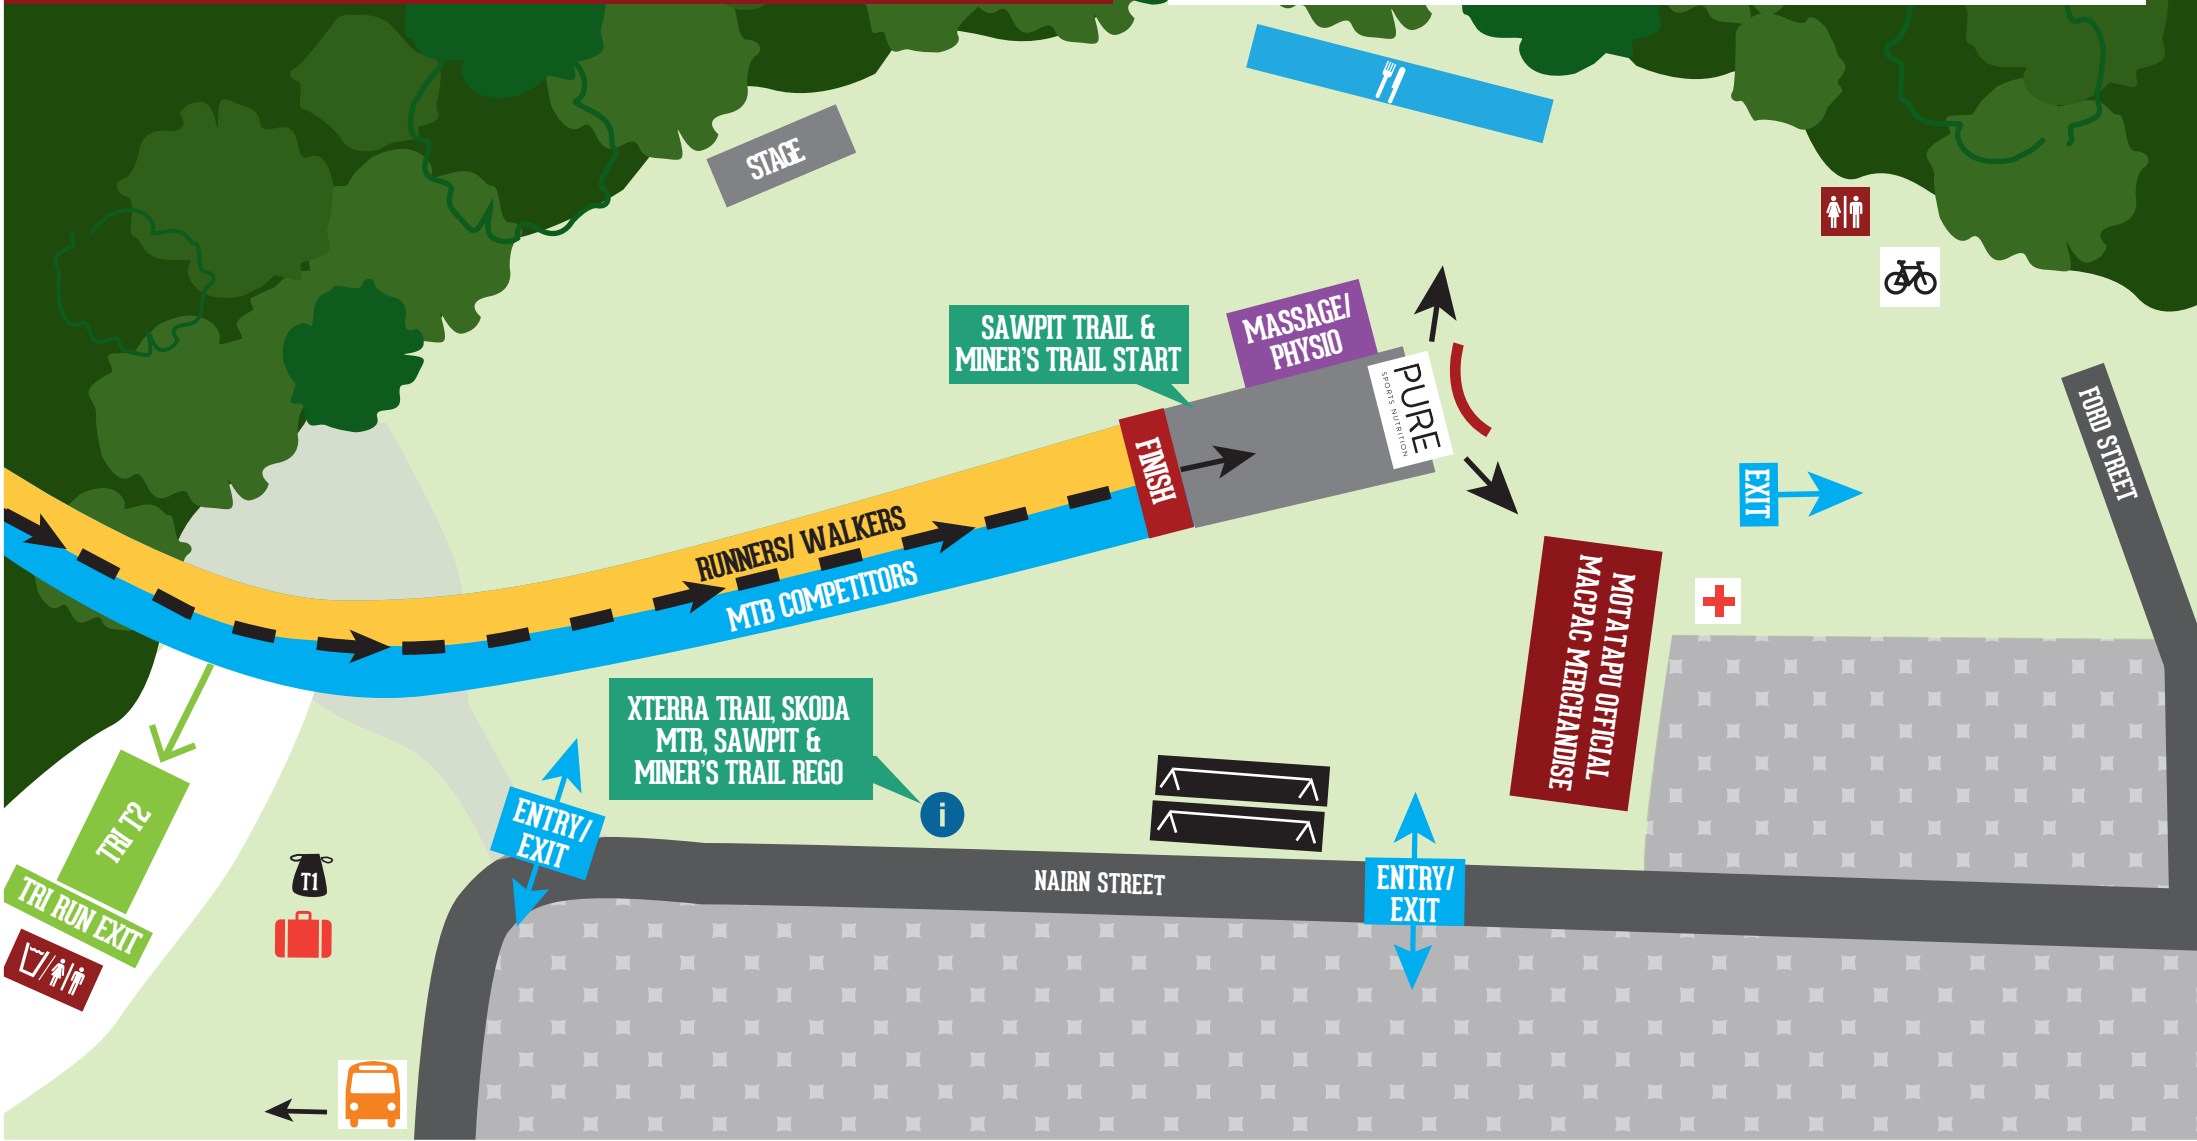 STAGE
SAWPIT TRAIL &
MINER'S TRAIL START
MASSAGE/
PHYSIO
PURE
SPORTS NUTRITION
FINISH
FORD STREET
EXIT
RUNNERS/ WALKERS
MTB COMPETITORS
MOTATAPU OFFICIAL
MACPAC MERCHANDISE
XTERRA TRAIL, SKODA
MTB, SAWPIT &
MINER'S TRAIL REGO
i
ENTRY/
EXIT
TRI T2
TRI RUN EXIT
T1
NAIRN STREET
ENTRY/
EXIT